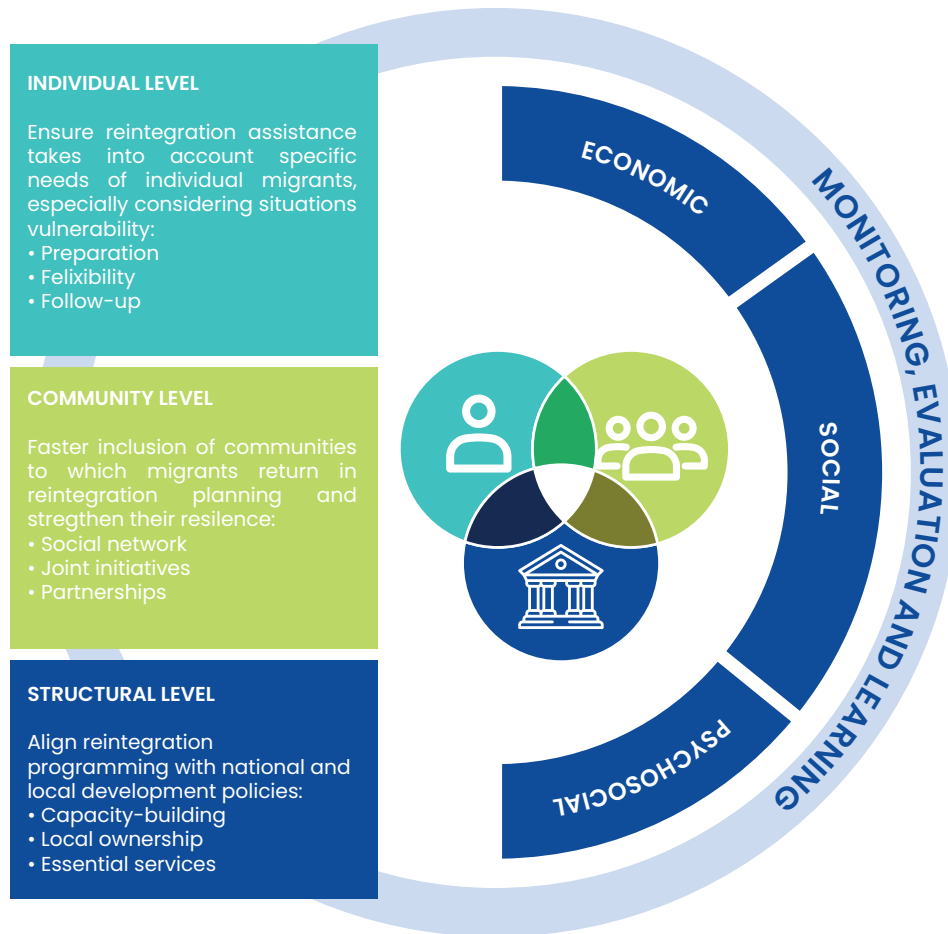 INDIVIDUAL LEVEL
Ensure reintegration assistance
takes into account specific
needs of individual migrants,
especially considering situations
vulnerability:
• Preparation
• Felixibility
• Follow-up
COMMUNITY LEVEL
Faster inclusion of communities
to which migrants return in
reintegration planning and
stregthen their resilence:
• Social network
• Joint initiatives
• Partnerships
STRUCTURAL LEVEL
Align reintegration
programming with national and
local development policies:
• Capacity-building
• Local ownership
• Essential services
ECONOMIC
SOCIAL
PSYCHOSOCIAL
MONITORING, EVALUATION AND LEARNING